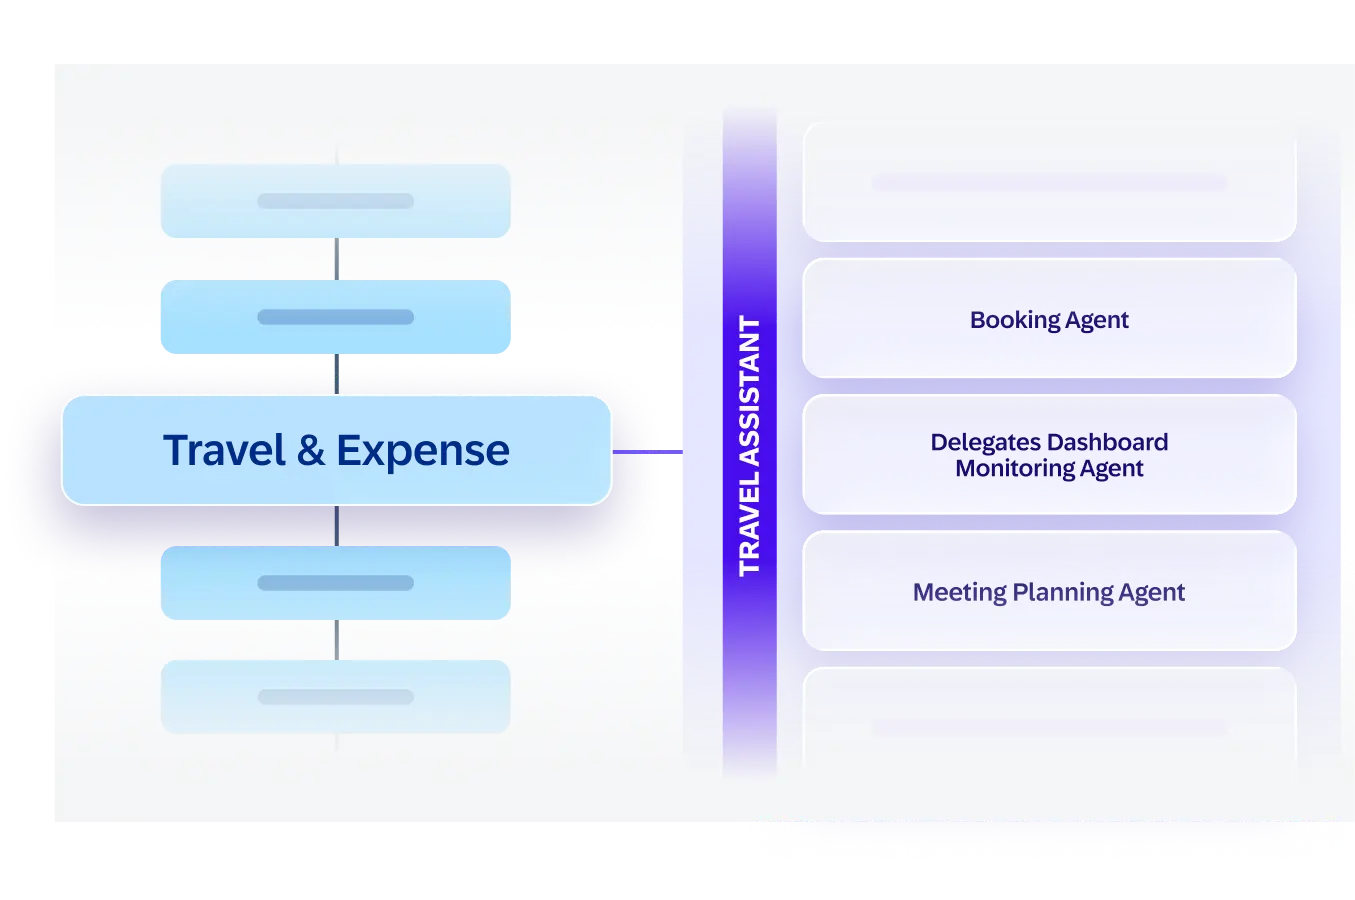 Travel & Expense
TRAVEL ASSISTANT
Booking Agent
Delegates Dashboard
Monitoring Agent
Meeting Planning Agent